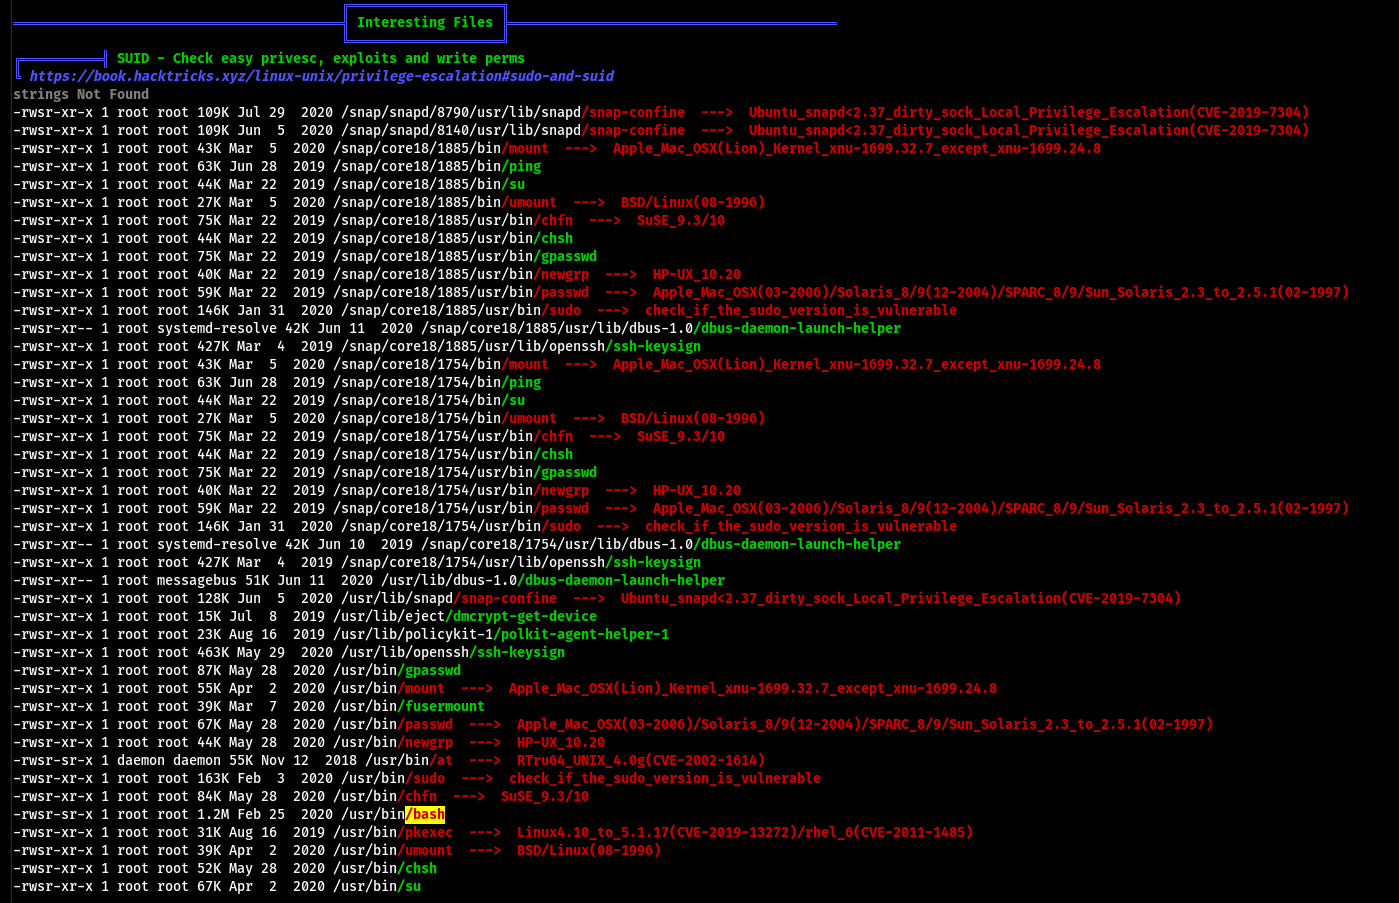 Interesting Files
SUID - Check easy privesc, exploits and write perms
https://book.hacktricks.xyz/linux-unix/privilege-escalation#sudo-and-suid
strings Not Found
-rwsr-xr-x 1 root root 109K Jul 29  2020 /snap/snapd/8790/usr/lib/snapd/snap-confine  --->  Ubuntu_snapd<2.37_dirty_sock_Local_Privilege_Escalation(CVE-2019-7304)
-rwsr-xr-x 1 root root 109K Jun  5  2020 /snap/snapd/8140/usr/lib/snapd/snap-confine  --->  Ubuntu_snapd<2.37_dirty_sock_Local_Privilege_Escalation(CVE-2019-7304)
-rwsr-xr-x 1 root root 43K Mar  5  2020 /snap/core18/1885/bin/mount  --->  Apple_Mac_OSX(Lion)_Kernel_xnu-1699.32.7_except_xnu-1699.24.8
-rwsr-xr-x 1 root root 63K Jun 28  2019 /snap/core18/1885/bin/ping
-rwsr-xr-x 1 root root 44K Mar 22  2019 /snap/core18/1885/bin/su
-rwsr-xr-x 1 root root 27K Mar  5  2020 /snap/core18/1885/bin/umount  --->  BSD/Linux(08-1996)
-rwsr-xr-x 1 root root 75K Mar 22  2019 /snap/core18/1885/usr/bin/chfn  --->  SuSE_9.3/10
-rwsr-xr-x 1 root root 44K Mar 22  2019 /snap/core18/1885/usr/bin/chsh
-rwsr-xr-x 1 root root 75K Mar 22  2019 /snap/core18/1885/usr/bin/gpasswd
-rwsr-xr-x 1 root root 40K Mar 22  2019 /snap/core18/1885/usr/bin/newgrp  --->  HP-UX_10.20
-rwsr-xr-x 1 root root 59K Mar 22  2019 /snap/core18/1885/usr/bin/passwd  --->  Apple_Mac_OSX(03-2006)/Solaris_8/9(12-2004)/SPARC_8/9/Sun_Solaris_2.3_to_2.5.1(02-1997)
-rwsr-xr-x 1 root root 146K Jan 31  2020 /snap/core18/1885/usr/bin/sudo  --->  check_if_the_sudo_version_is_vulnerable
-rwsr-xr-- 1 root systemd-resolve 42K Jun 11  2020 /snap/core18/1885/usr/lib/dbus-1.0/dbus-daemon-launch-helper
-rwsr-xr-x 1 root root 427K Mar  4  2019 /snap/core18/1885/usr/lib/openssh/ssh-keysign
-rwsr-xr-x 1 root root 43K Mar  5  2020 /snap/core18/1754/bin/mount  --->  Apple_Mac_OSX(Lion)_Kernel_xnu-1699.32.7_except_xnu-1699.24.8
-rwsr-xr-x 1 root root 63K Jun 28  2019 /snap/core18/1754/bin/ping
-rwsr-xr-x 1 root root 44K Mar 22  2019 /snap/core18/1754/bin/su
-rwsr-xr-x 1 root root 27K Mar  5  2020 /snap/core18/1754/bin/umount  --->  BSD/Linux(08-1996)
-rwsr-xr-x 1 root root 75K Mar 22  2019 /snap/core18/1754/usr/bin/chfn  --->  SuSE_9.3/10
-rwsr-xr-x 1 root root 44K Mar 22  2019 /snap/core18/1754/usr/bin/chsh
-rwsr-xr-x 1 root root 75K Mar 22  2019 /snap/core18/1754/usr/bin/gpasswd
-rwsr-xr-x 1 root root 40K Mar 22  2019 /snap/core18/1754/usr/bin/newgrp  --->  HP-UX_10.20
-rwsr-xr-x 1 root root 59K Mar 22  2019 /snap/core18/1754/usr/bin/passwd  --->  Apple_Mac_OSX(03-2006)/Solaris_8/9(12-2004)/SPARC_8/9/Sun_Solaris_2.3_to_2.5.1(02-1997)
-rwsr-xr-x 1 root root 146K Jan 31  2020 /snap/core18/1754/usr/bin/sudo  --->  check_if_the_sudo_version_is_vulnerable
-rwsr-xr-- 1 root systemd-resolve 42K Jun 10  2019 /snap/core18/1754/usr/lib/dbus-1.0/dbus-daemon-launch-helper
-rwsr-xr-x 1 root root 427K Mar  4  2019 /snap/core18/1754/usr/lib/openssh/ssh-keysign
-rwsr-xr-- 1 root messagebus 51K Jun 11  2020 /usr/lib/dbus-1.0/dbus-daemon-launch-helper
-rwsr-xr-x 1 root root 128K Jun  5  2020 /usr/lib/snapd/snap-confine  --->  Ubuntu_snapd<2.37_dirty_sock_Local_Privilege_Escalation(CVE-2019-7304)
-rwsr-xr-x 1 root root 15K Jul  8  2019 /usr/lib/eject/dmcrypt-get-device
-rwsr-xr-x 1 root root 23K Aug 16  2019 /usr/lib/policykit-1/polkit-agent-helper-1
-rwsr-xr-x 1 root root 463K May 29  2020 /usr/lib/openssh/ssh-keysign
-rwsr-xr-x 1 root root 87K May 28  2020 /usr/bin/gpasswd
-rwsr-xr-x 1 root root 55K Apr  2  2020 /usr/bin/mount  --->  Apple_Mac_OSX(Lion)_Kernel_xnu-1699.32.7_except_xnu-1699.24.8
-rwsr-xr-x 1 root root 39K Mar  7  2020 /usr/bin/fusermount
-rwsr-xr-x 1 root root 67K May 28  2020 /usr/bin/passwd  --->  Apple_Mac_OSX(03-2006)/Solaris_8/9(12-2004)/SPARC_8/9/Sun_Solaris_2.3_to_2.5.1(02-1997)
-rwsr-xr-x 1 root root 44K May 28  2020 /usr/bin/newgrp  --->  HP-UX_10.20
-rwsr-sr-x 1 daemon daemon 55K Nov 12  2018 /usr/bin/at  --->  RTru64_UNIX_4.0g(CVE-2002-1614)
-rwsr-xr-x 1 root root 163K Feb  3  2020 /usr/bin/sudo  --->  check_if_the_sudo_version_is_vulnerable
-rwsr-xr-x 1 root root 84K May 28  2020 /usr/bin/chfn  --->  SuSE_9.3/10
-rwsr-sr-x 1 root root 1.2M Feb 25  2020 /usr/bin/bash
-rwsr-xr-x 1 root root 31K Aug 16  2019 /usr/bin/pkexec  --->  Linux4.10_to_5.1.17(CVE-2019-13272)/rhel_6(CVE-2011-1485)
-rwsr-xr-x 1 root root 39K Apr  2  2020 /usr/bin/umount  --->  BSD/Linux(08-1996)
-rwsr-xr-x 1 root root 52K May 28  2020 /usr/bin/chsh
-rwsr-xr-x 1 root root 67K Apr  2  2020 /usr/bin/su